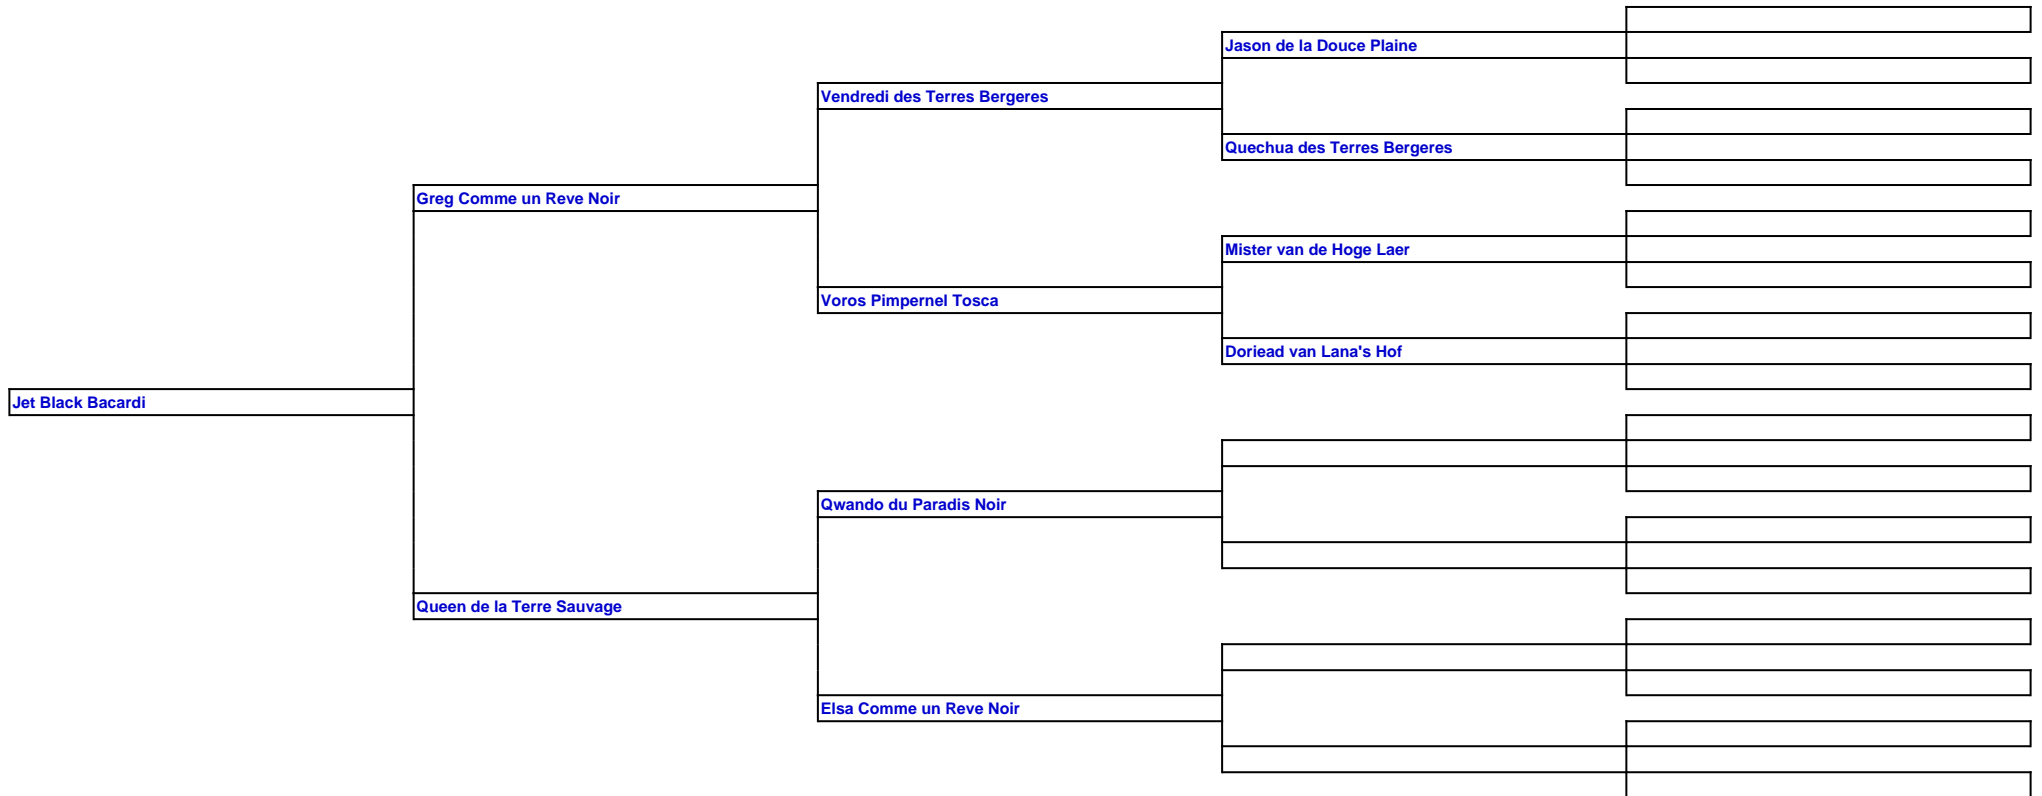 Jason de la Douce Plaine
Vendredi des Terres Bergeres
Quechua des Terres Bergeres
Greg Comme un Reve Noir
Mister van de Hoge Laer
Voros Pimpernel Tosca
Doriead van Lana's Hof
Jet Black Bacardi
Qwando du Paradis Noir
Queen de la Terre Sauvage
Elsa Comme un Reve Noir